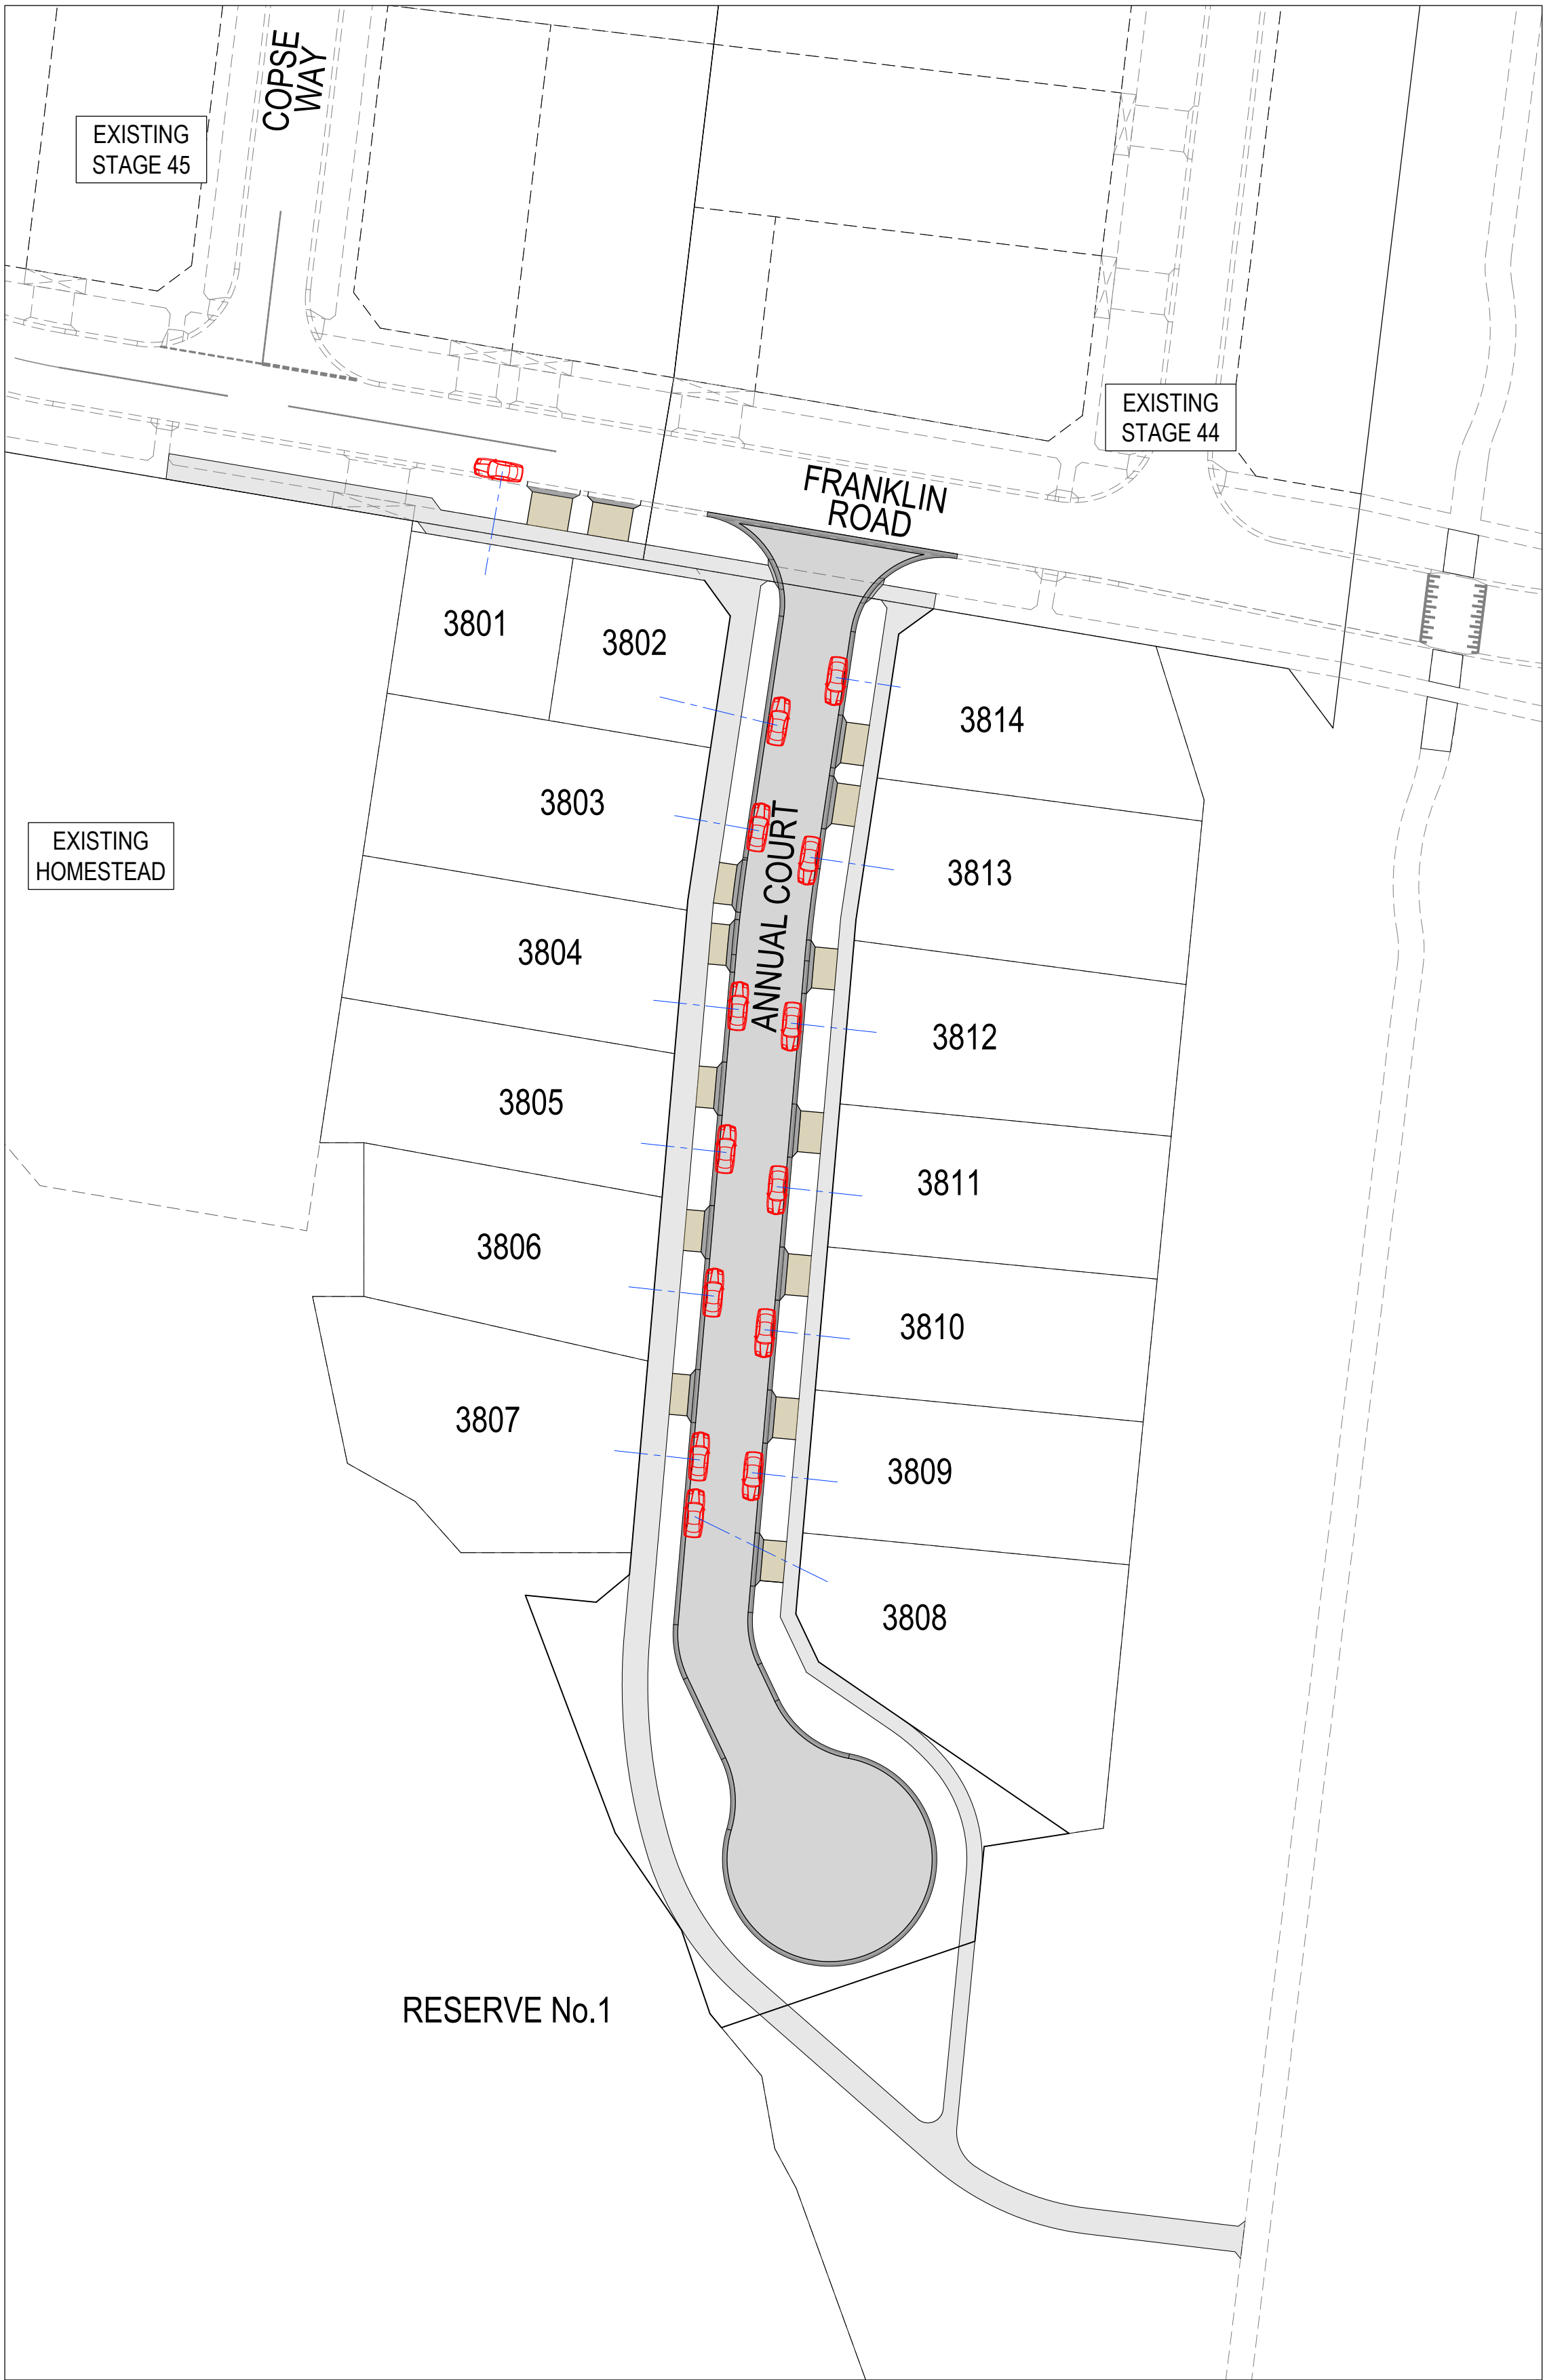 COPSE
WAY
EXISTING
STAGE 45
EXISTING
STAGE 44
FRANKLIN
ROAD
3801
3802
3814
3803
ANNUAL COURT
EXISTING
HOMESTEAD
3813
3804
3812
3805
3811
3806
3810
3807
3809
3808
RESERVE No.1